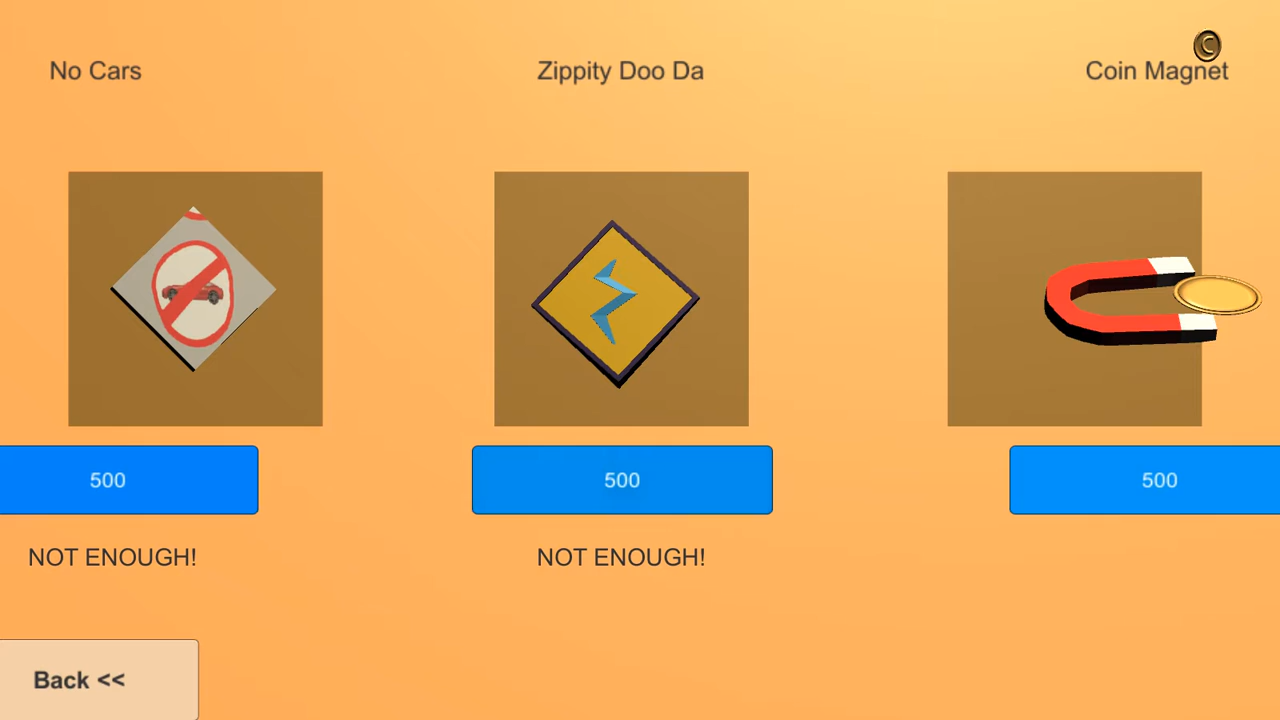 C
No Cars
Zippity Doo Da
Coin Magnet
500
500
500
NOT ENOUGH!
NOT ENOUGH!
Back <<